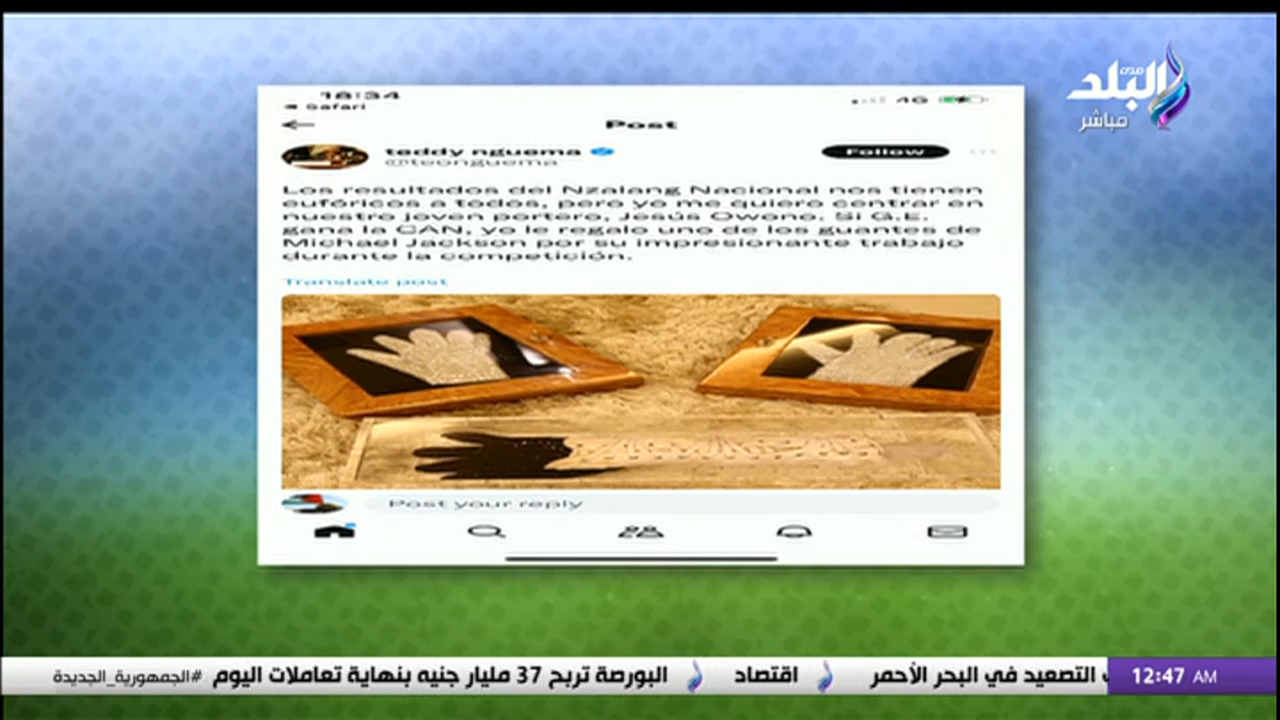 صدى
البلد
مباشر
18:34
Safari
4G
Post
teddy nguema
@teonguema
Follow
Los resultados del Nzalang Nacional nos tienen
eufóricos a todos, pero yo me quiero centrar en
nuestro joven portero, Jesús Owono. Si G.E.
gana la CAN, yo le regalo uno de los guantes de
Michael Jackson por su impresionante trabajo
durante la competición.
Translate post
Post your reply
التصعيد في البحر الأحمر اقتصاد البورصة تربح 37 مليار جنيه بنهاية تعاملات اليوم #الجمهورية_الجديدة
12:47 AM